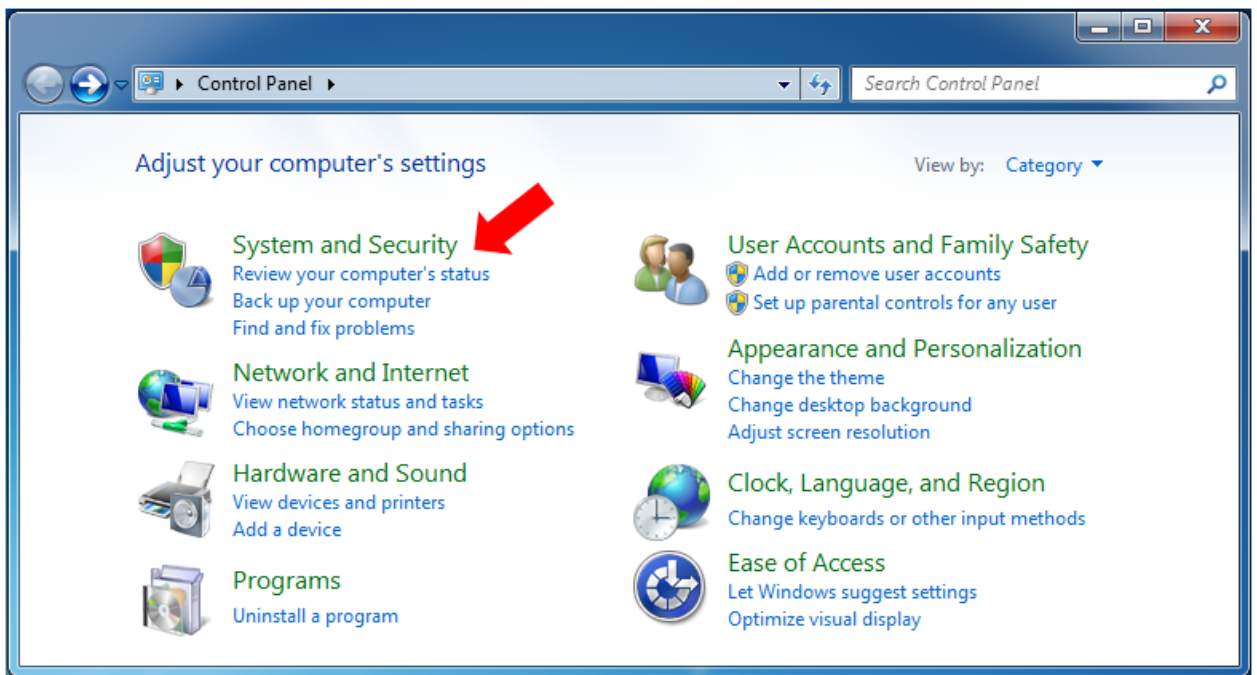 Control Panel
Search Control Panel
Adjust your computer's settings
View by: Category
System and Security
Review your computer's status
Back up your computer
Find and fix problems
Network and Internet
View network status and tasks
Choose homegroup and sharing options
Hardware and Sound
View devices and printers
Add a device
Programs
Uninstall a program
User Accounts and Family Safety
Add or remove user accounts
Set up parental controls for any user
Appearance and Personalization
Change the theme
Change desktop background
Adjust screen resolution
Clock, Language, and Region
Change keyboards or other input methods
Ease of Access
Let Windows suggest settings
Optimize visual display